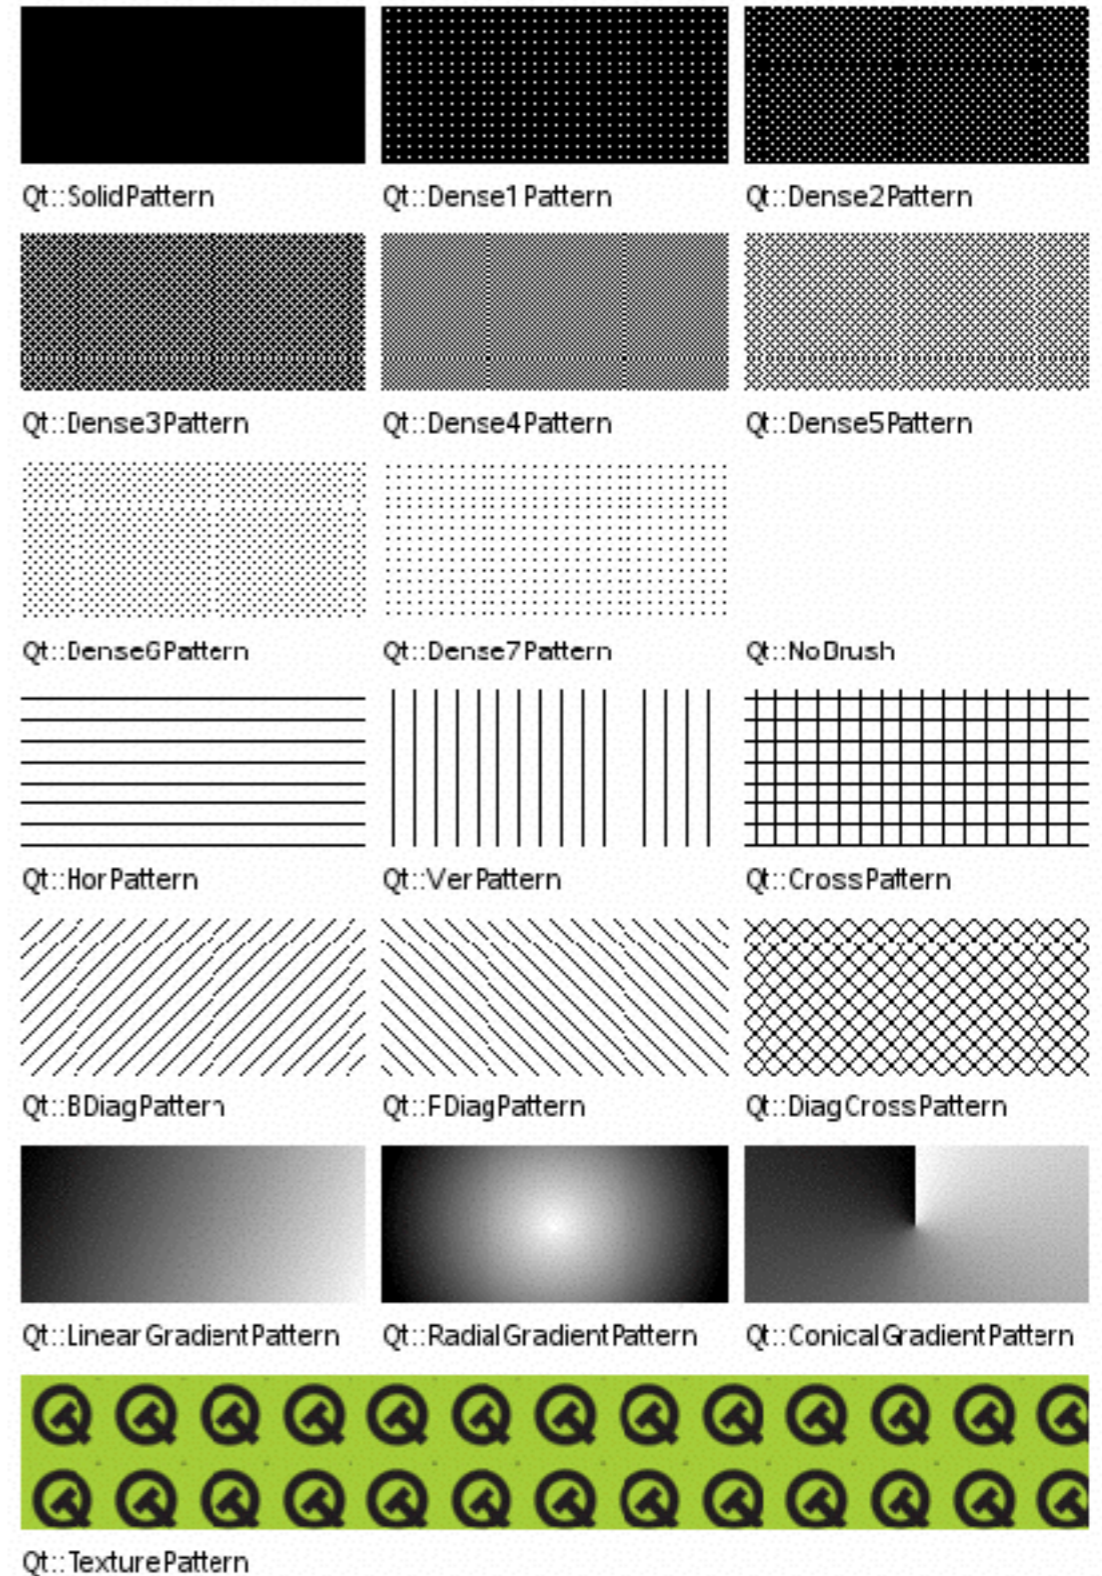 Qt::SolidPattern Qt::Dense1Pattern Qt::Dense2Pattern
Qt::Dense3Pattern Qt::Dense4Pattern Qt::Dense5Pattern
Qt::Dense6Pattern Qt::Dense7Pattern Qt::NoBrush
Qt::HorPattern Qt::VerPattern Qt::CrossPattern
Qt::BDiagPattern Qt::FDiagPattern Qt::DiagCrossPattern
Qt::LinearGradientPattern Qt::RadialGradientPattern Qt::ConicalGradientPattern
Qt::TexturePattern